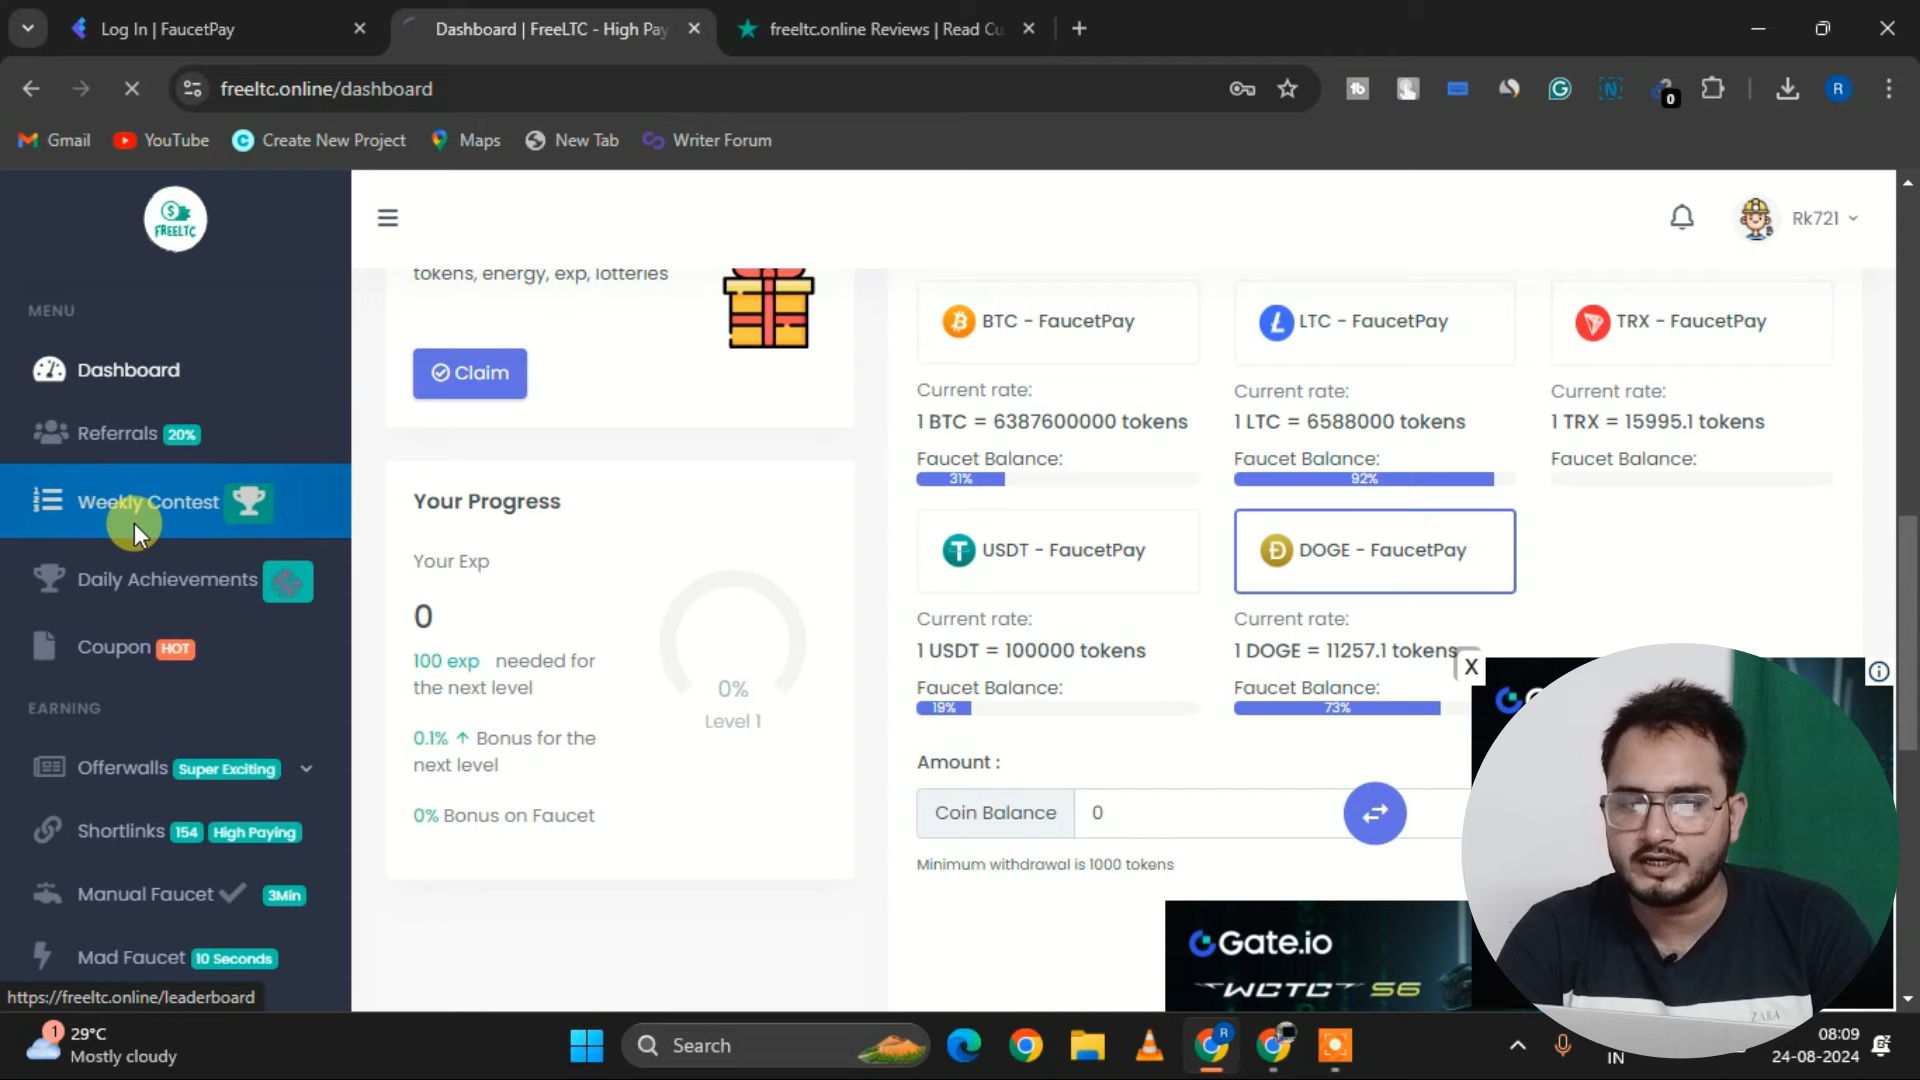 Log In | FaucetPay
Dashboard | FreeLTC - High Pay
freeltc.online Reviews | Read Cu
freeltc.online/dashboard
0
R
Gmail
YouTube
Create New Project
Maps
New Tab
Writer Forum
FREELTC
Rk721
MENU
Dashboard
Referrals 20%
Weekly Contest
Daily Achievements
Coupon HOT
EARNING
Offerwalls Super Exciting
Shortlinks 154 High Paying
Manual Faucet 3Min
Mad Faucet 10 Seconds
https://freeltc.online/leaderboard
tokens, energy, exp, lotteries
Claim
Your Progress
Your Exp
0
100 exp needed for
the next level
0.1% ↑ Bonus for the
next level
0% Bonus on Faucet
0%
Level 1
BTC - FaucetPay
LTC - FaucetPay
TRX - FaucetPay
Current rate:
1 BTC = 6387600000 tokens
Current rate:
1 LTC = 6588000 tokens
Current rate:
1 TRX = 15995.1 tokens
Faucet Balance:
31%
Faucet Balance:
92%
Faucet Balance:
USDT - FaucetPay
DOGE - FaucetPay
Current rate:
1 USDT = 100000 tokens
Current rate:
1 DOGE = 11257.1 tokens
Faucet Balance:
19%
Faucet Balance:
73%
Amount :
Coin Balance
0
Minimum withdrawal is 1000 tokens
X
Gate.io
WCTC S6
ZARA
1
29°C
Mostly cloudy
Search
R
IN
08:09
24-08-2024